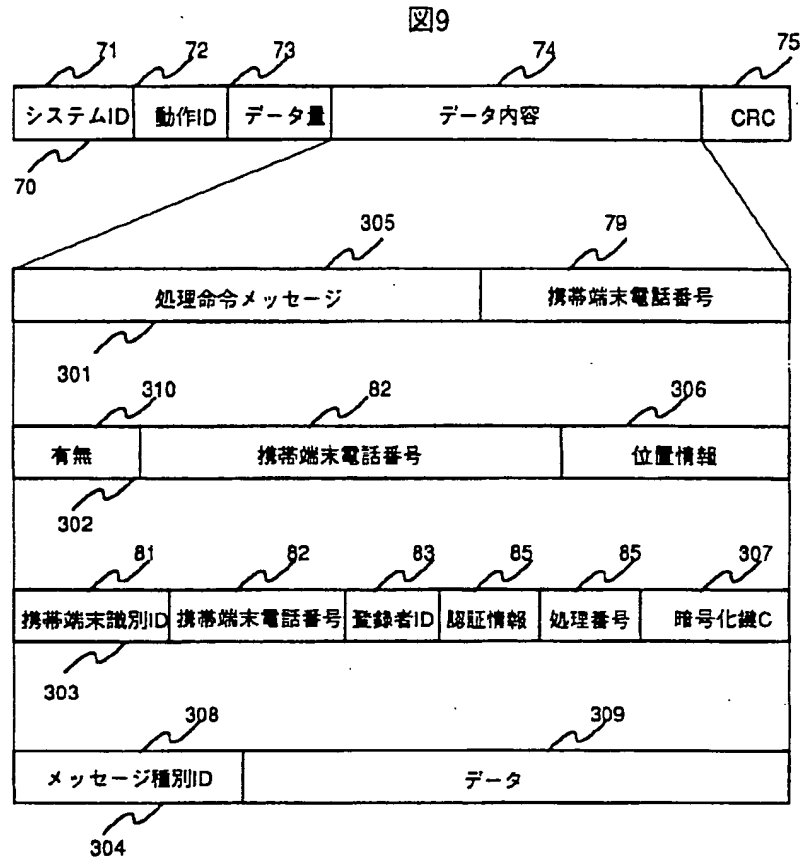 図9
71 72 73 74 75
システムID 動作ID データ量 データ内容 CRC
70
305 79
処理命令メッセージ 携帯端末電話番号
301
310 82 306
有無 携帯端末電話番号 位置情報
302
81 82 83 85 85 307
携帯端末識別ID 携帯端末電話番号 登録者ID 認証情報 処理番号 暗号化鍵C
303
308 309
メッセージ種別ID データ
304